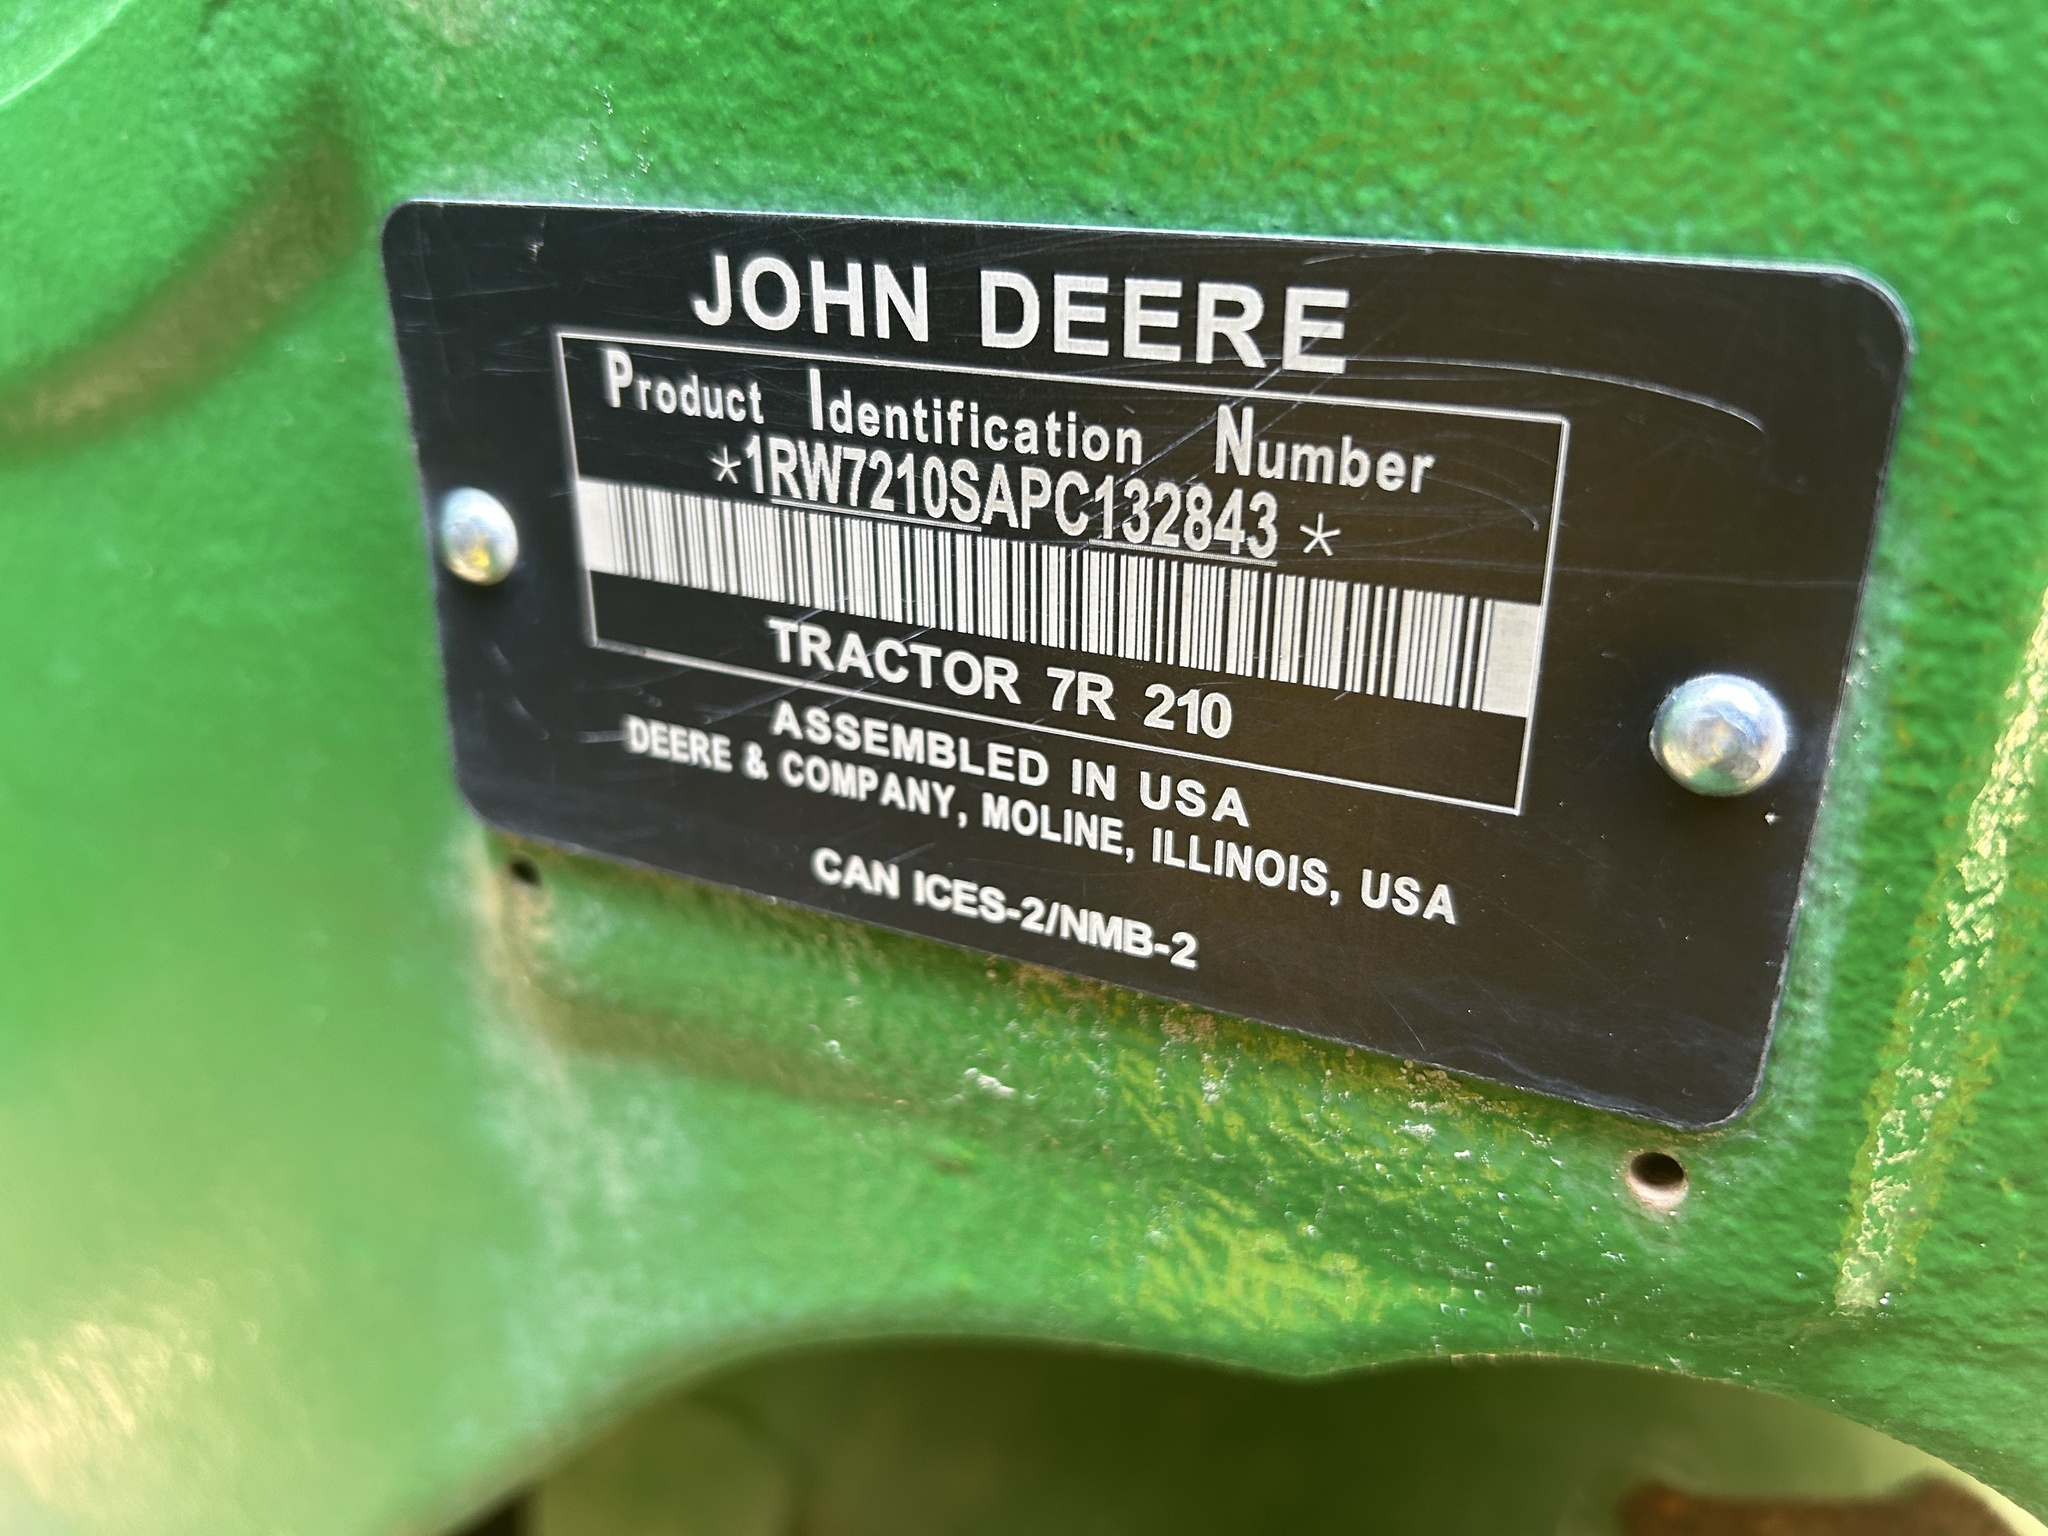 JOHN DEERE
Product Identification Number
*1RW7210SAPC132843*
TRACTOR 7R 210
ASSEMBLED IN USA
DEERE & COMPANY, MOLINE, ILLINOIS, USA
CAN ICES-2/NMB-2